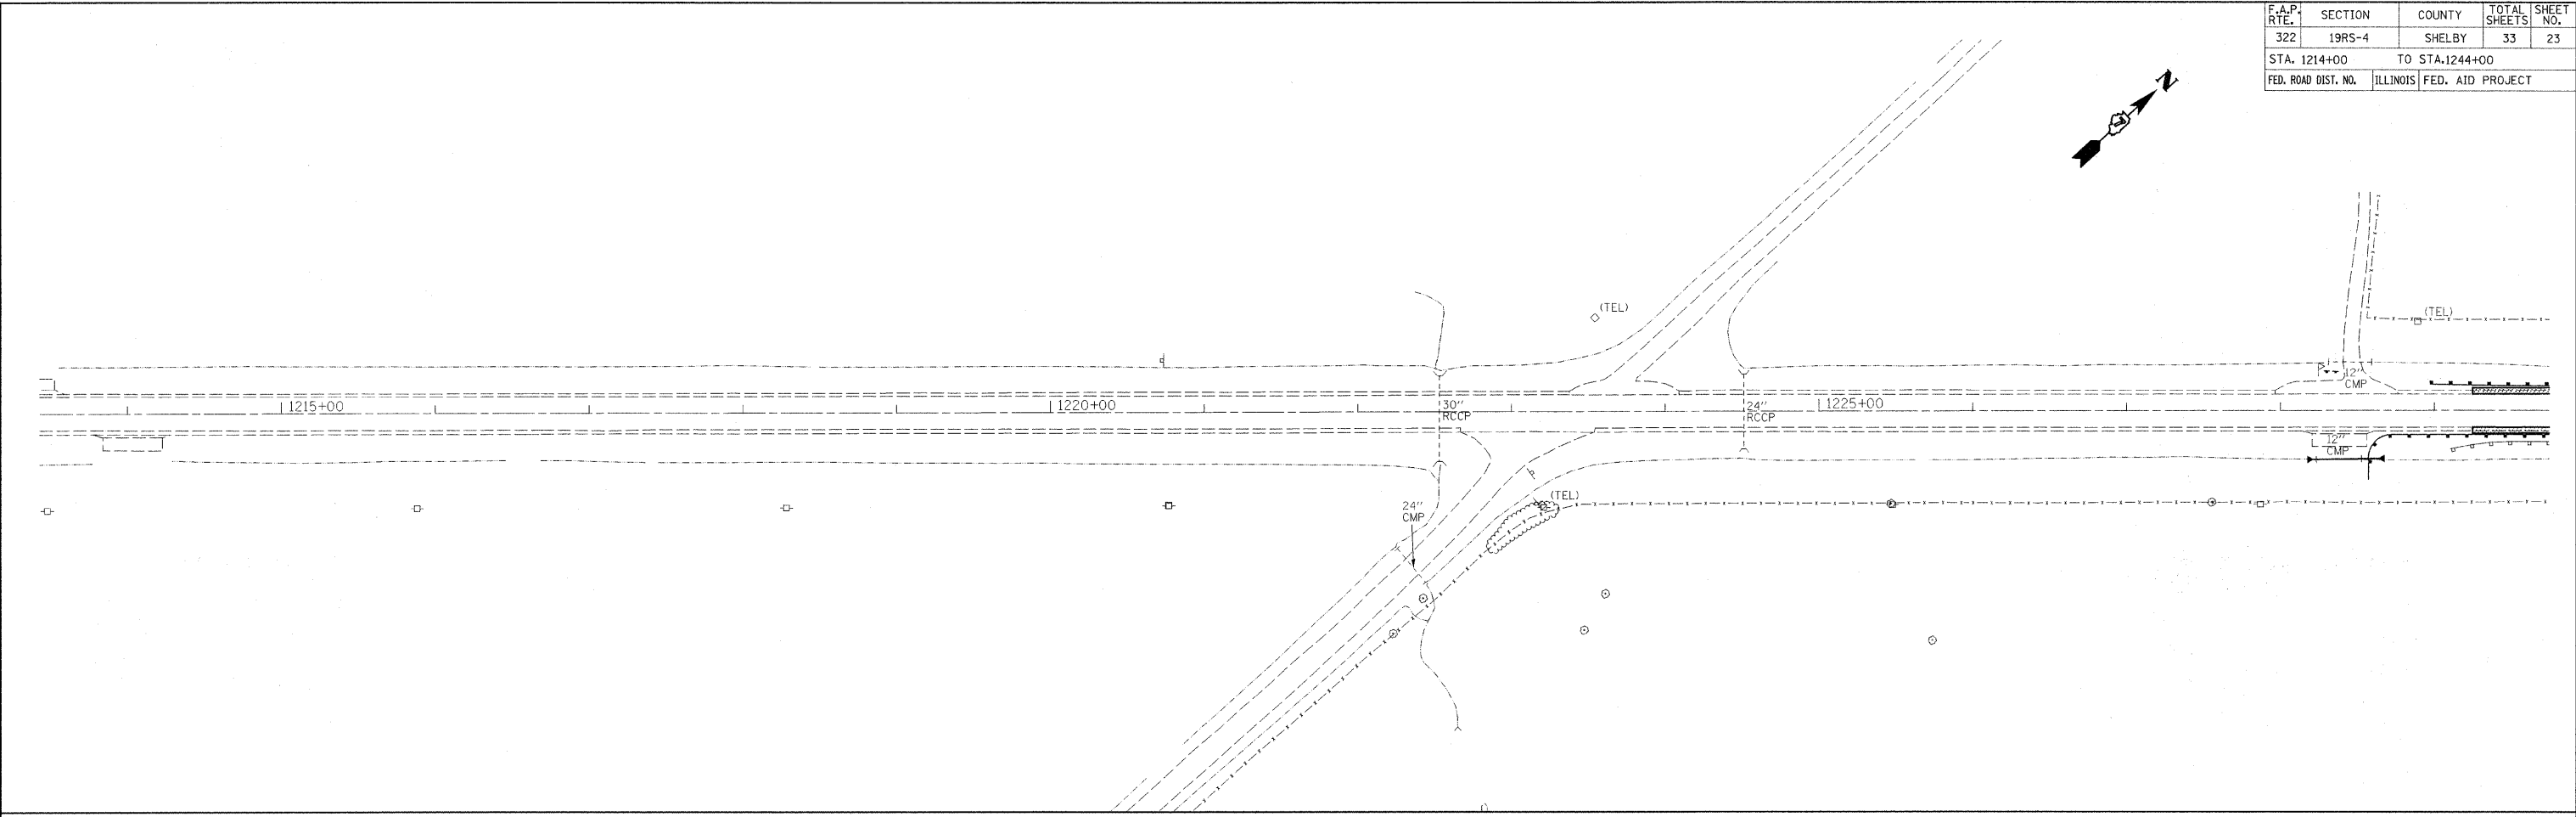 F.A.P. RTE. SECTION COUNTY TOTAL SHEETS SHEET NO.
322 19RS-4 SHELBY 33 23
STA. 1214+00 TO STA.1244+00
FED. ROAD DIST. NO. ILLINOIS FED. AID PROJECT
N
(TEL)
(TEL)
12"
CMP
1215+00
1220+00
30"
RCCP
24"
RCCP
1225+00
12"
CMP
(TEL)
24"
CMP